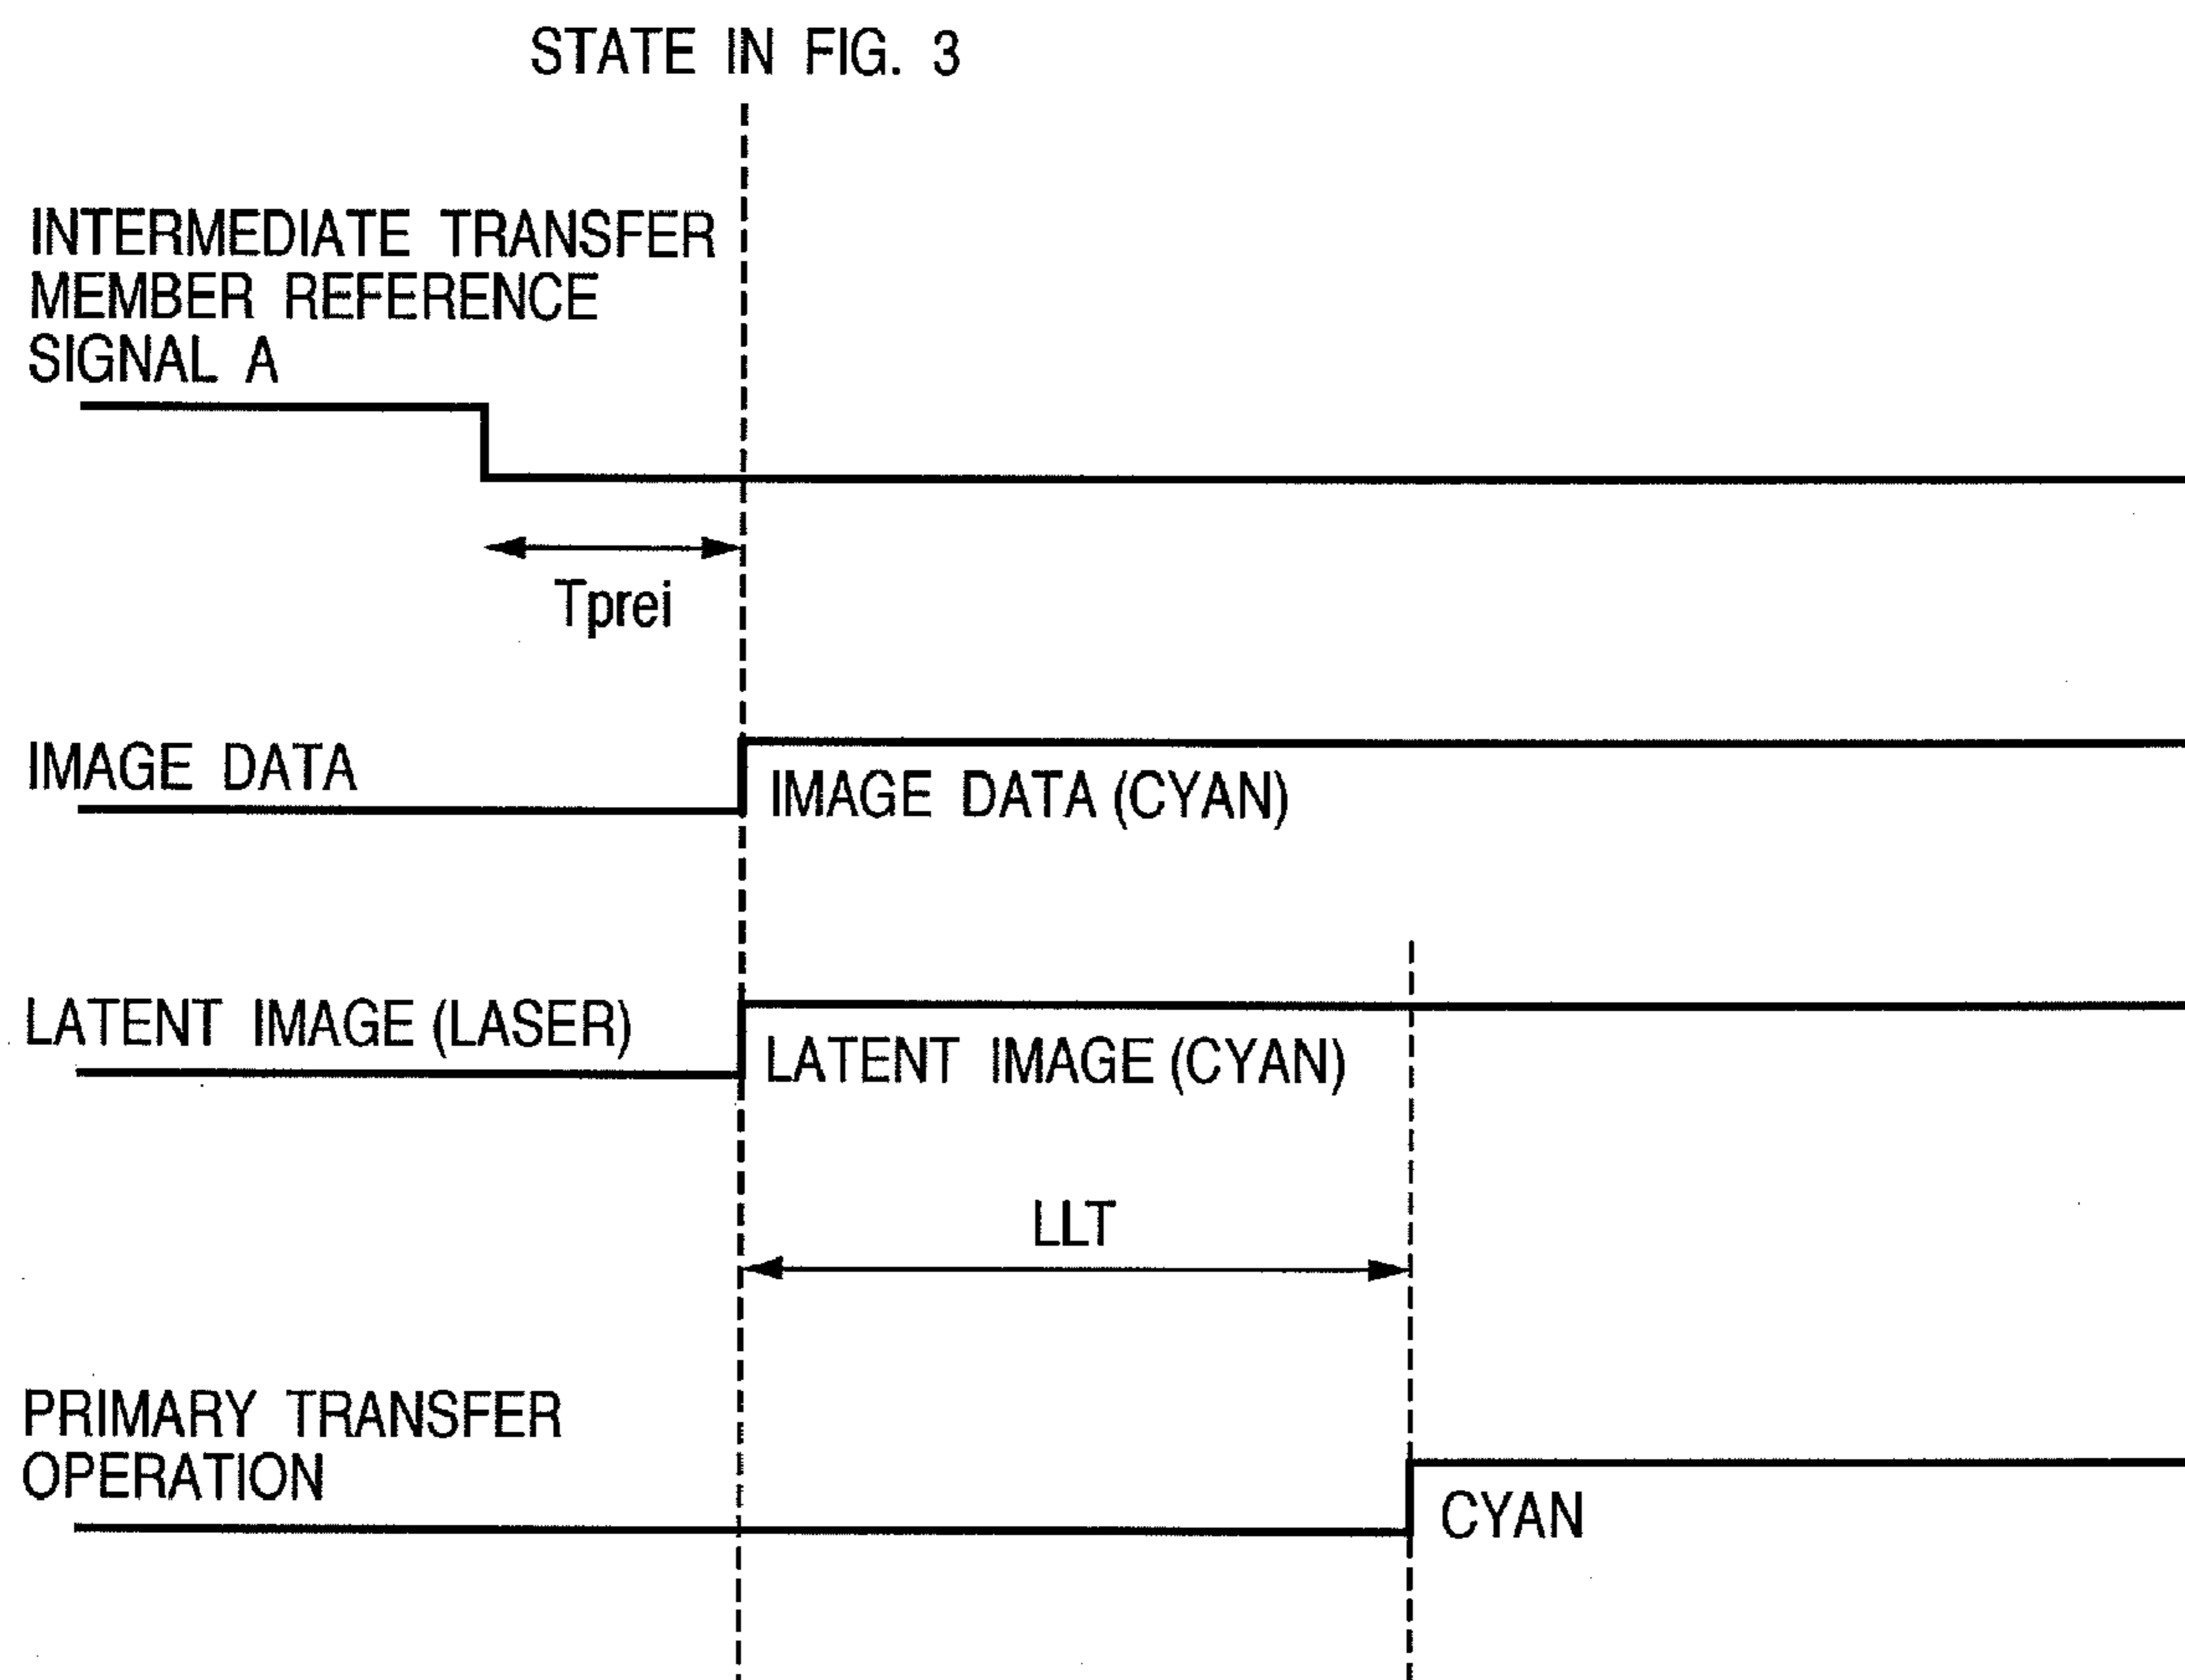 STATE IN FIG. 3
INTERMEDIATE TRANSFER
MEMBER REFERENCE
SIGNAL A
Tprei
IMAGE DATA
IMAGE DATA (CYAN)
LATENT IMAGE (LASER)
LATENT IMAGE (CYAN)
LLT
PRIMARY TRANSFER
OPERATION
CYAN